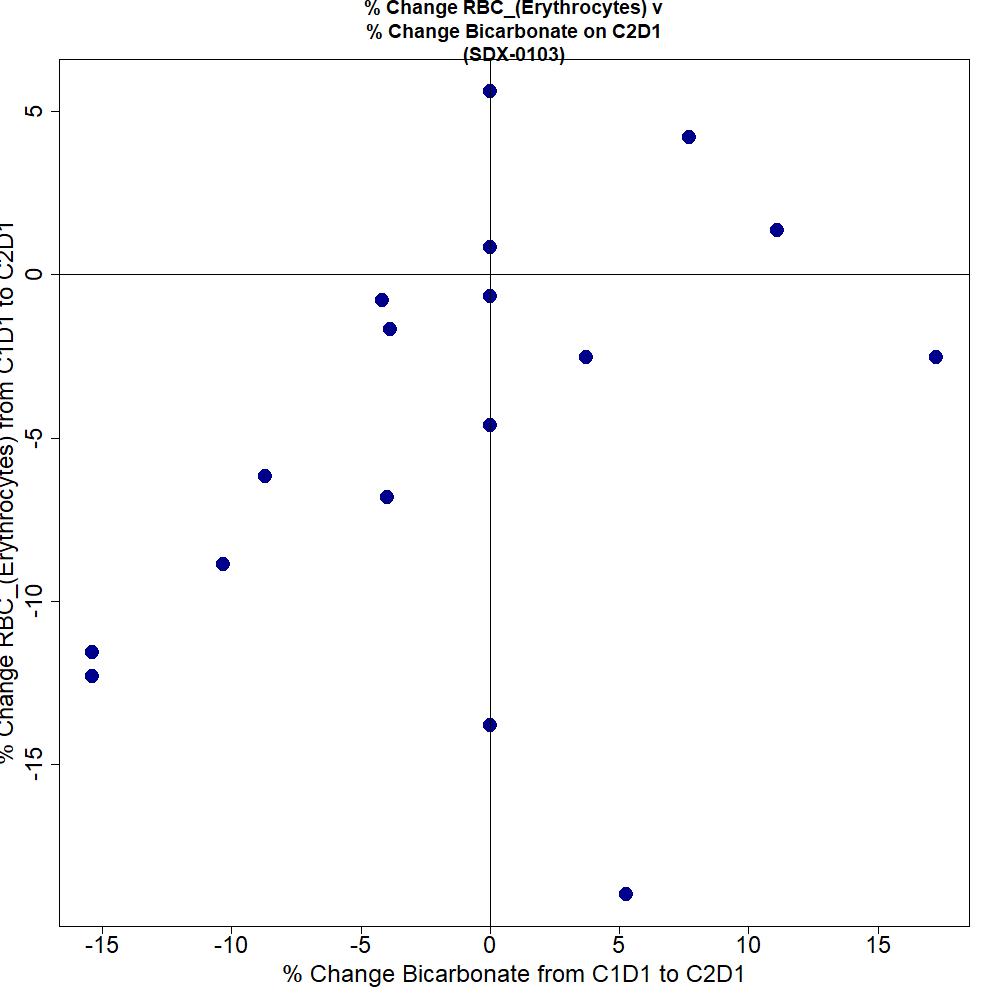 % Change RBC_(Erythrocytes) v
% Change Bicarbonate on C2D1
(SDX-0103)
% Change RBC_(Erythrocytes) from C1D1 to C2D1
5
0
-5
-10
-15
-15
-10
-5
0
5
10
15
% Change Bicarbonate from C1D1 to C2D1